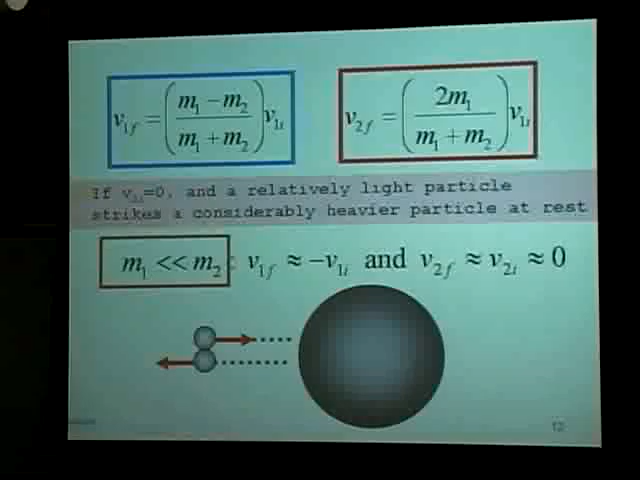 v₁f = ((m₁ − m₂)/(m₁ + m₂)) v₁ᵢ
v₂f = (2m₁/(m₁ + m₂)) v₁ᵢ
If v₂ᵢ=0, and a relatively light particle
strikes a considerably heavier particle at rest
m₁ << m₂ : v₁f ≈ −v₁ᵢ and v₂f ≈ v₂ᵢ ≈ 0
12